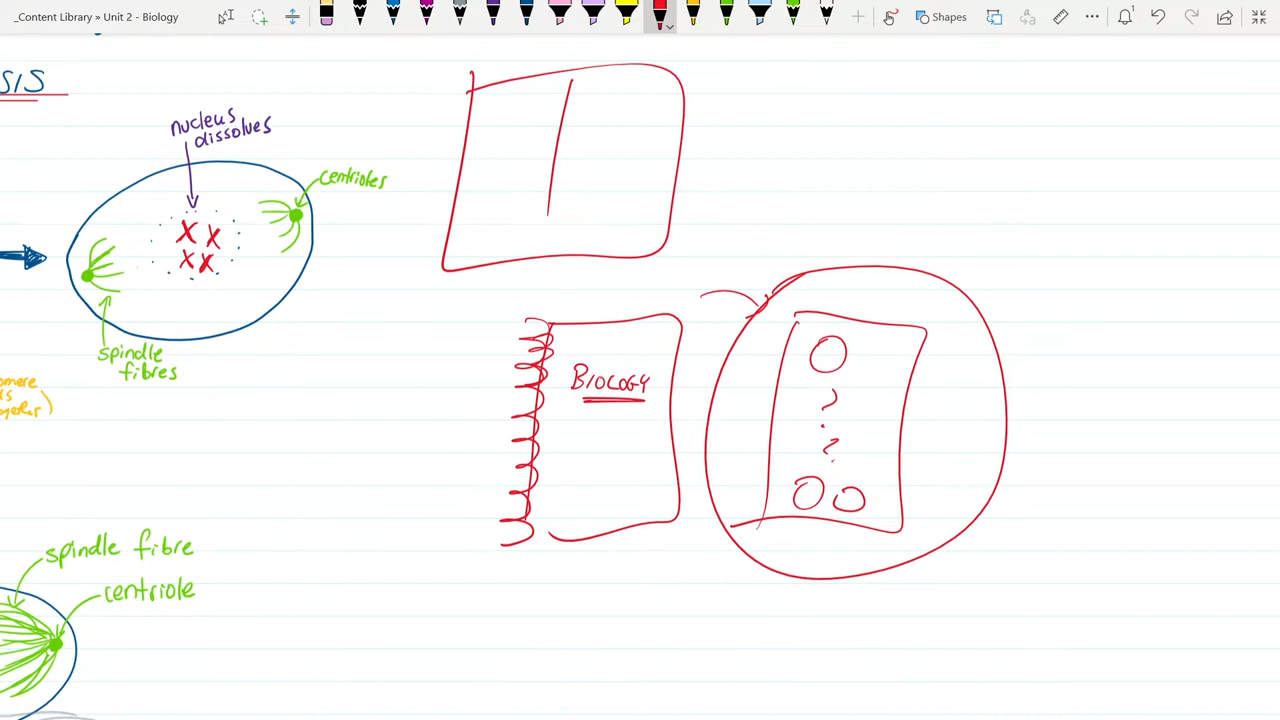 _Content Library » Unit 2 - Biology
Shapes
SIS
nucleus
dissolves
centrioles
spindle
fibres
BIOLOGY
?
?
spindle fibre
centriole